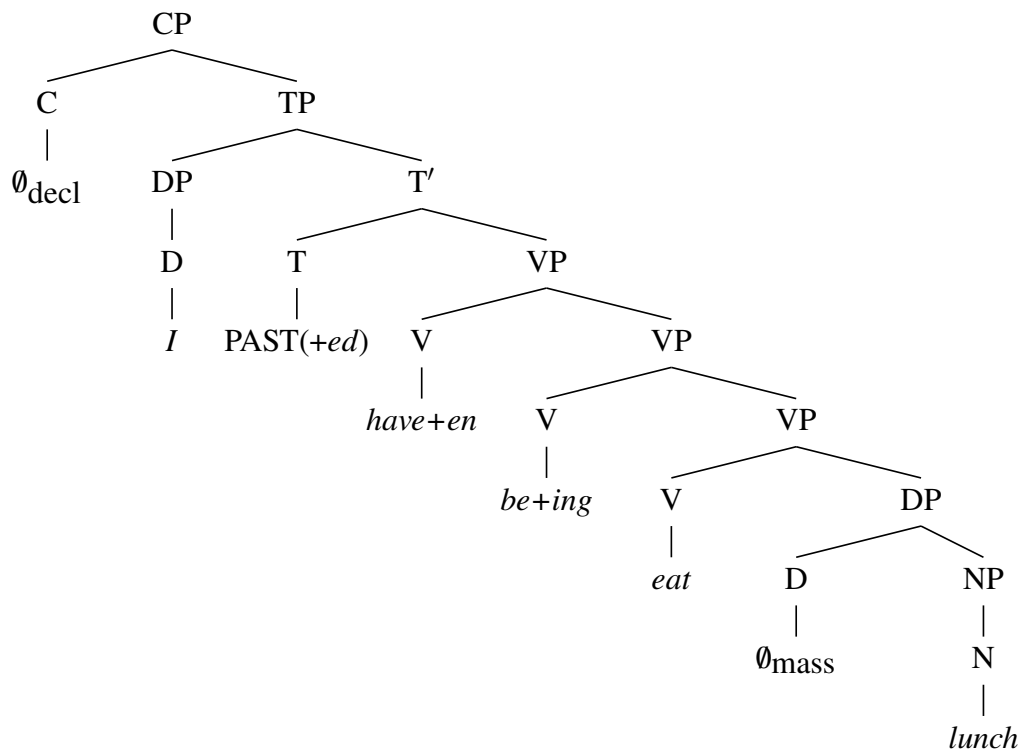 CP
C TP
∅decl DP T′
D T VP
I PAST(+ed) V VP
have+en V VP
be+ing V DP
eat D NP
∅mass N
lunch